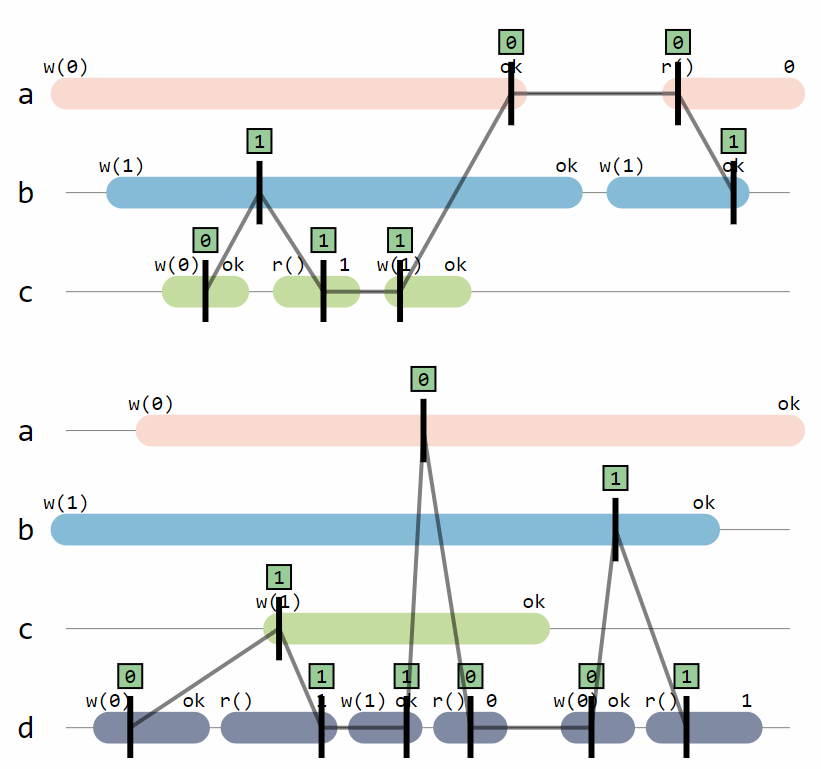 0 0
w(0) ok r() 0
a
1 1
w(1) ok w(1) ok
b
0 1 1
w(0) ok r() 1 w(1) ok
c
0
w(0) ok
a
1
w(1) ok
b
1
w(1) ok
c
0 1 1 0 0 1
w(0) ok r() 1 w(1) ok r() 0 w(0) ok r() 1
d